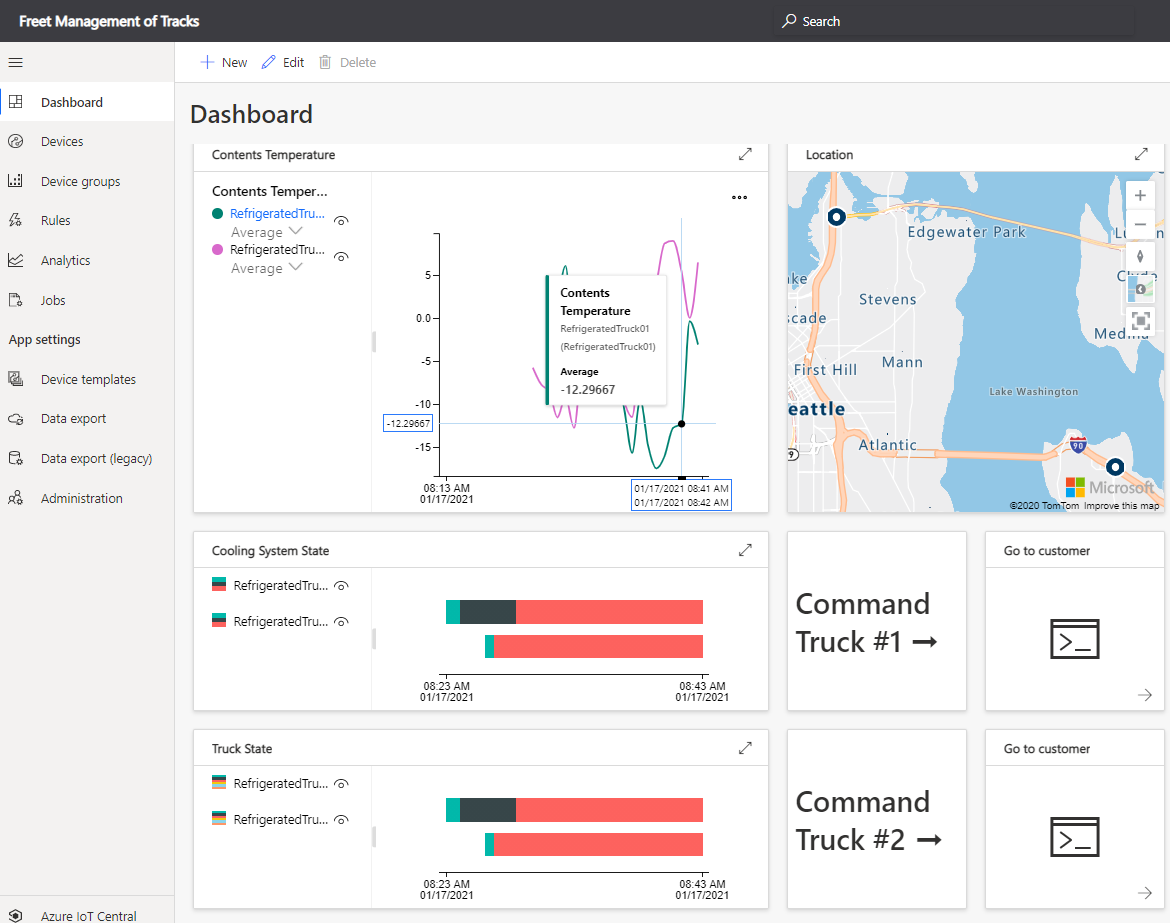 Freet Management of Tracks
Search
New Edit Delete
Dashboard
Devices
Device groups
Rules
Analytics
Jobs
App settings
Device templates
Data export
Data export (legacy)
Administration
Azure IoT Central
Dashboard
Contents Temperature
Contents Temper...
RefrigeratedTru...
Average
RefrigeratedTru...
Average
5
0.0
-5
-10
-12.29667
-15
08:13 AM
01/17/2021
01/17/2021 08:41 AM
01/17/2021 08:42 AM
Contents
Temperature
RefrigeratedTruck01
(RefrigeratedTruck01)
Average
-12.29667
Location
Edgewater Park
Stevens
Mann
First Hill
Lake Washington
eattle
Atlantic
90
Microsoft
©2020 TomTom Improve this map
Cooling System State
RefrigeratedTru...
RefrigeratedTru...
08:23 AM
01/17/2021
08:43 AM
01/17/2021
Command
Truck #1 →
Go to customer
Truck State
RefrigeratedTru...
RefrigeratedTru...
08:23 AM
01/17/2021
08:43 AM
01/17/2021
Command
Truck #2 →
Go to customer